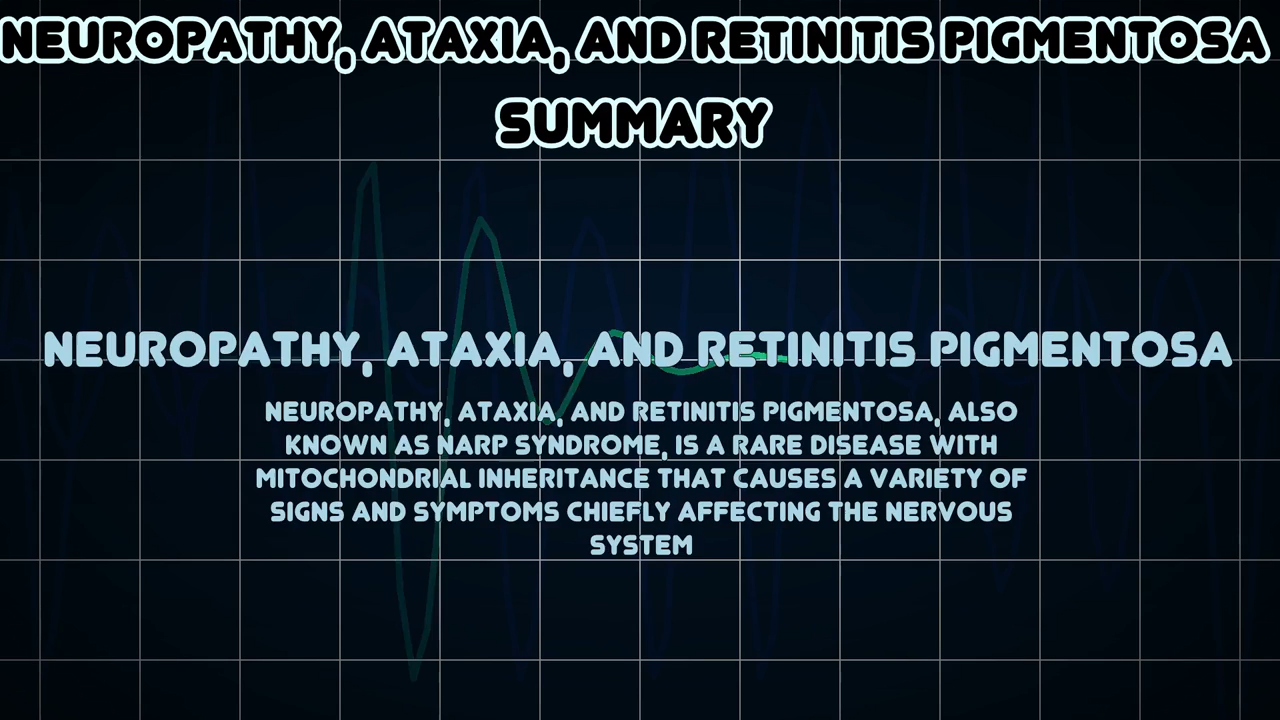 NEUROPATHY, ATAXIA, AND RETINITIS PIGMENTOSA
SUMMARY
NEUROPATHY, ATAXIA, AND RETINITIS PIGMENTOSA
NEUROPATHY, ATAXIA, AND RETINITIS PIGMENTOSA, ALSO
KNOWN AS NARP SYNDROME, IS A RARE DISEASE WITH
MITOCHONDRIAL INHERITANCE THAT CAUSES A VARIETY OF
SIGNS AND SYMPTOMS CHIEFLY AFFECTING THE NERVOUS
SYSTEM